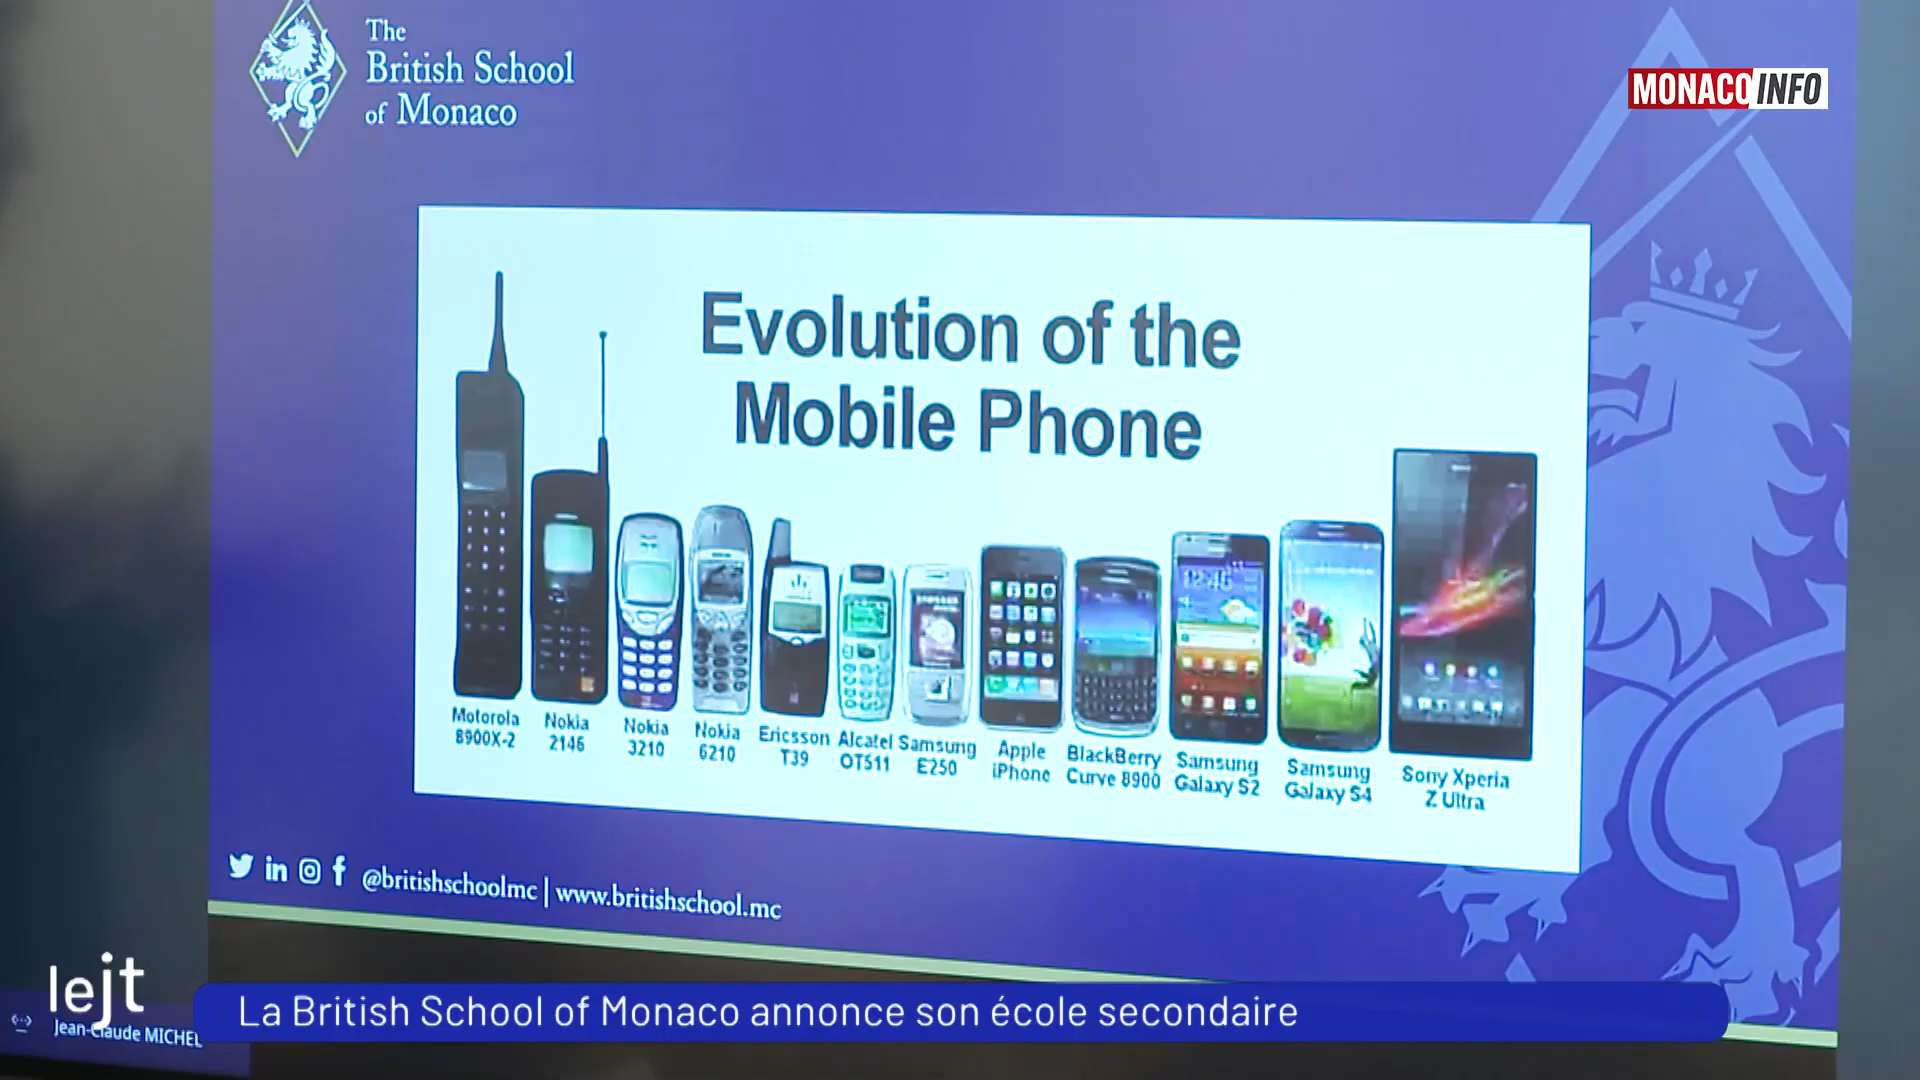 The
British School
of Monaco
MONACOINFO
Evolution of the
Mobile Phone
Motorola
8900X-2
Nokia
2146
Nokia
3210
Nokia
6210
Ericsson
T39
Alcatel
OT511
Samsung
E250
Apple
iPhone
BlackBerry
Curve 8900
Samsung
Galaxy S2
Samsung
Galaxy S4
Sony Xperia
Z Ultra
@britishschoolmc | www.britishschool.mc
lejt
La British School of Monaco annonce son école secondaire
Jean-Claude MICHEL